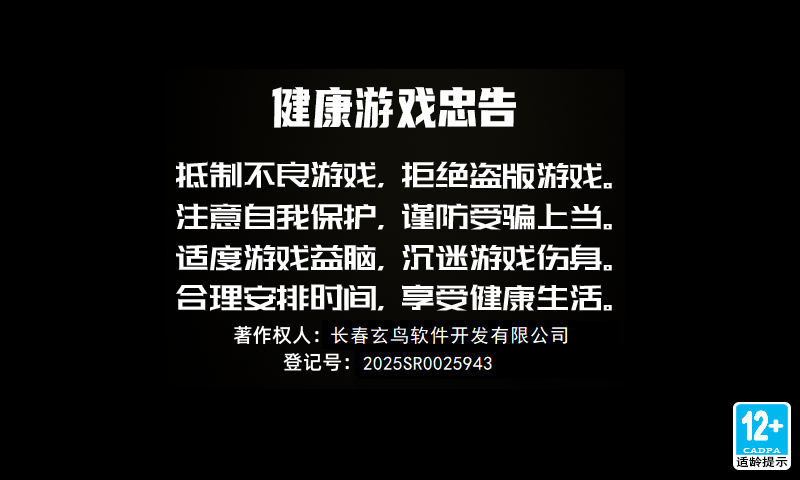 健康游戏忠告
抵制不良游戏，拒绝盗版游戏。
注意自我保护，谨防受骗上当。
适度游戏益脑，沉迷游戏伤身。
合理安排时间，享受健康生活。
著作权人：长春玄鸟软件开发有限公司
登记号：2025SR0025943
12+
CADPA
适龄提示